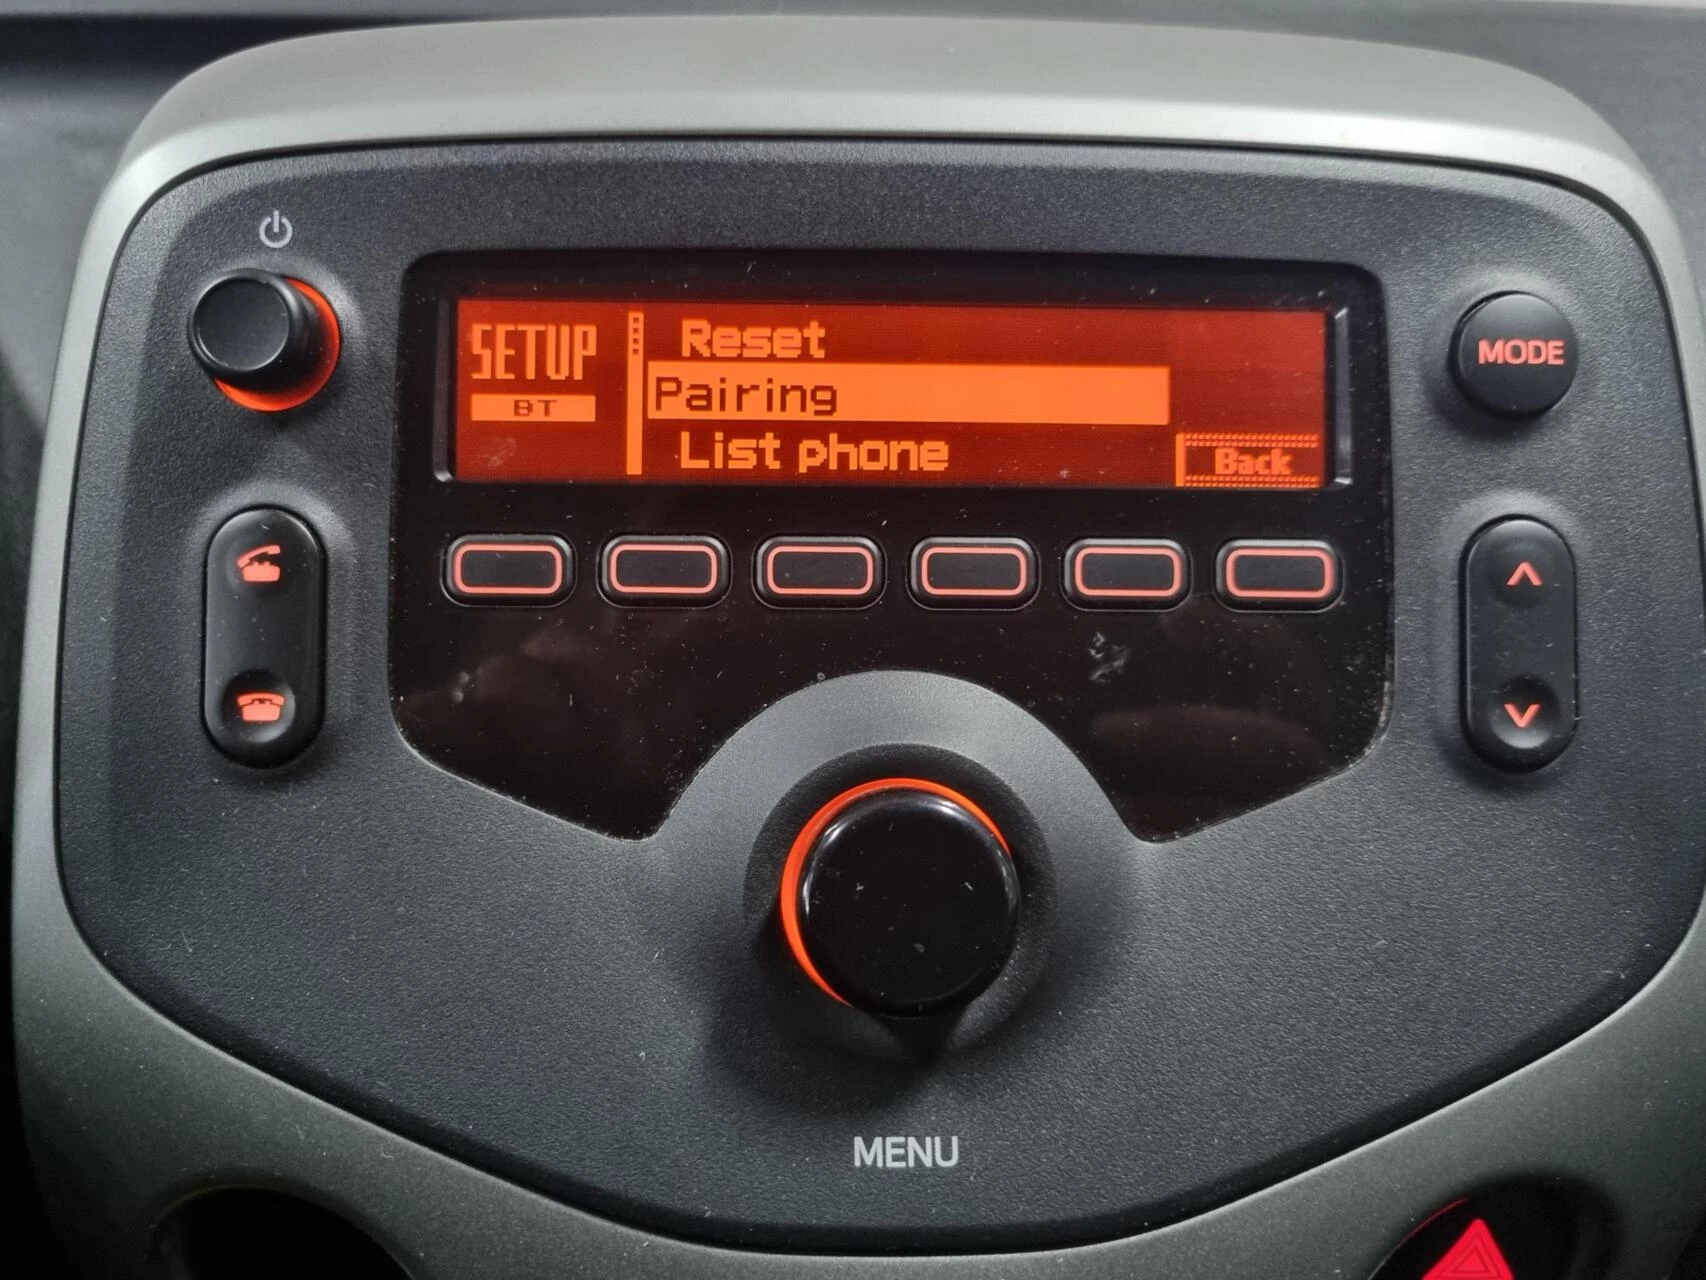 SETUP
BT
Reset
Pairing
List phone
Back
MODE
MENU